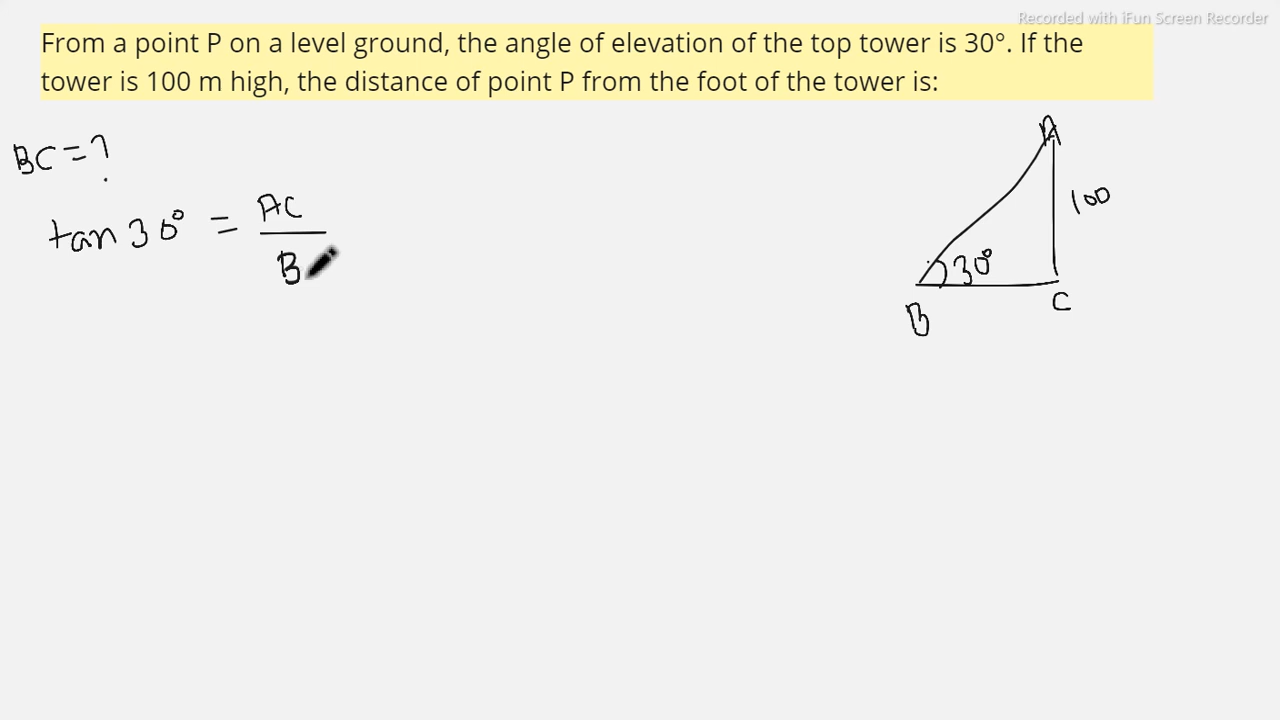 Recorded with iFun Screen Recorder
From a point P on a level ground, the angle of elevation of the top tower is 30°. If the
tower is 100 m high, the distance of point P from the foot of the tower is:
BC = ?
tan 30° = AC
B
A
100
30°
B
C